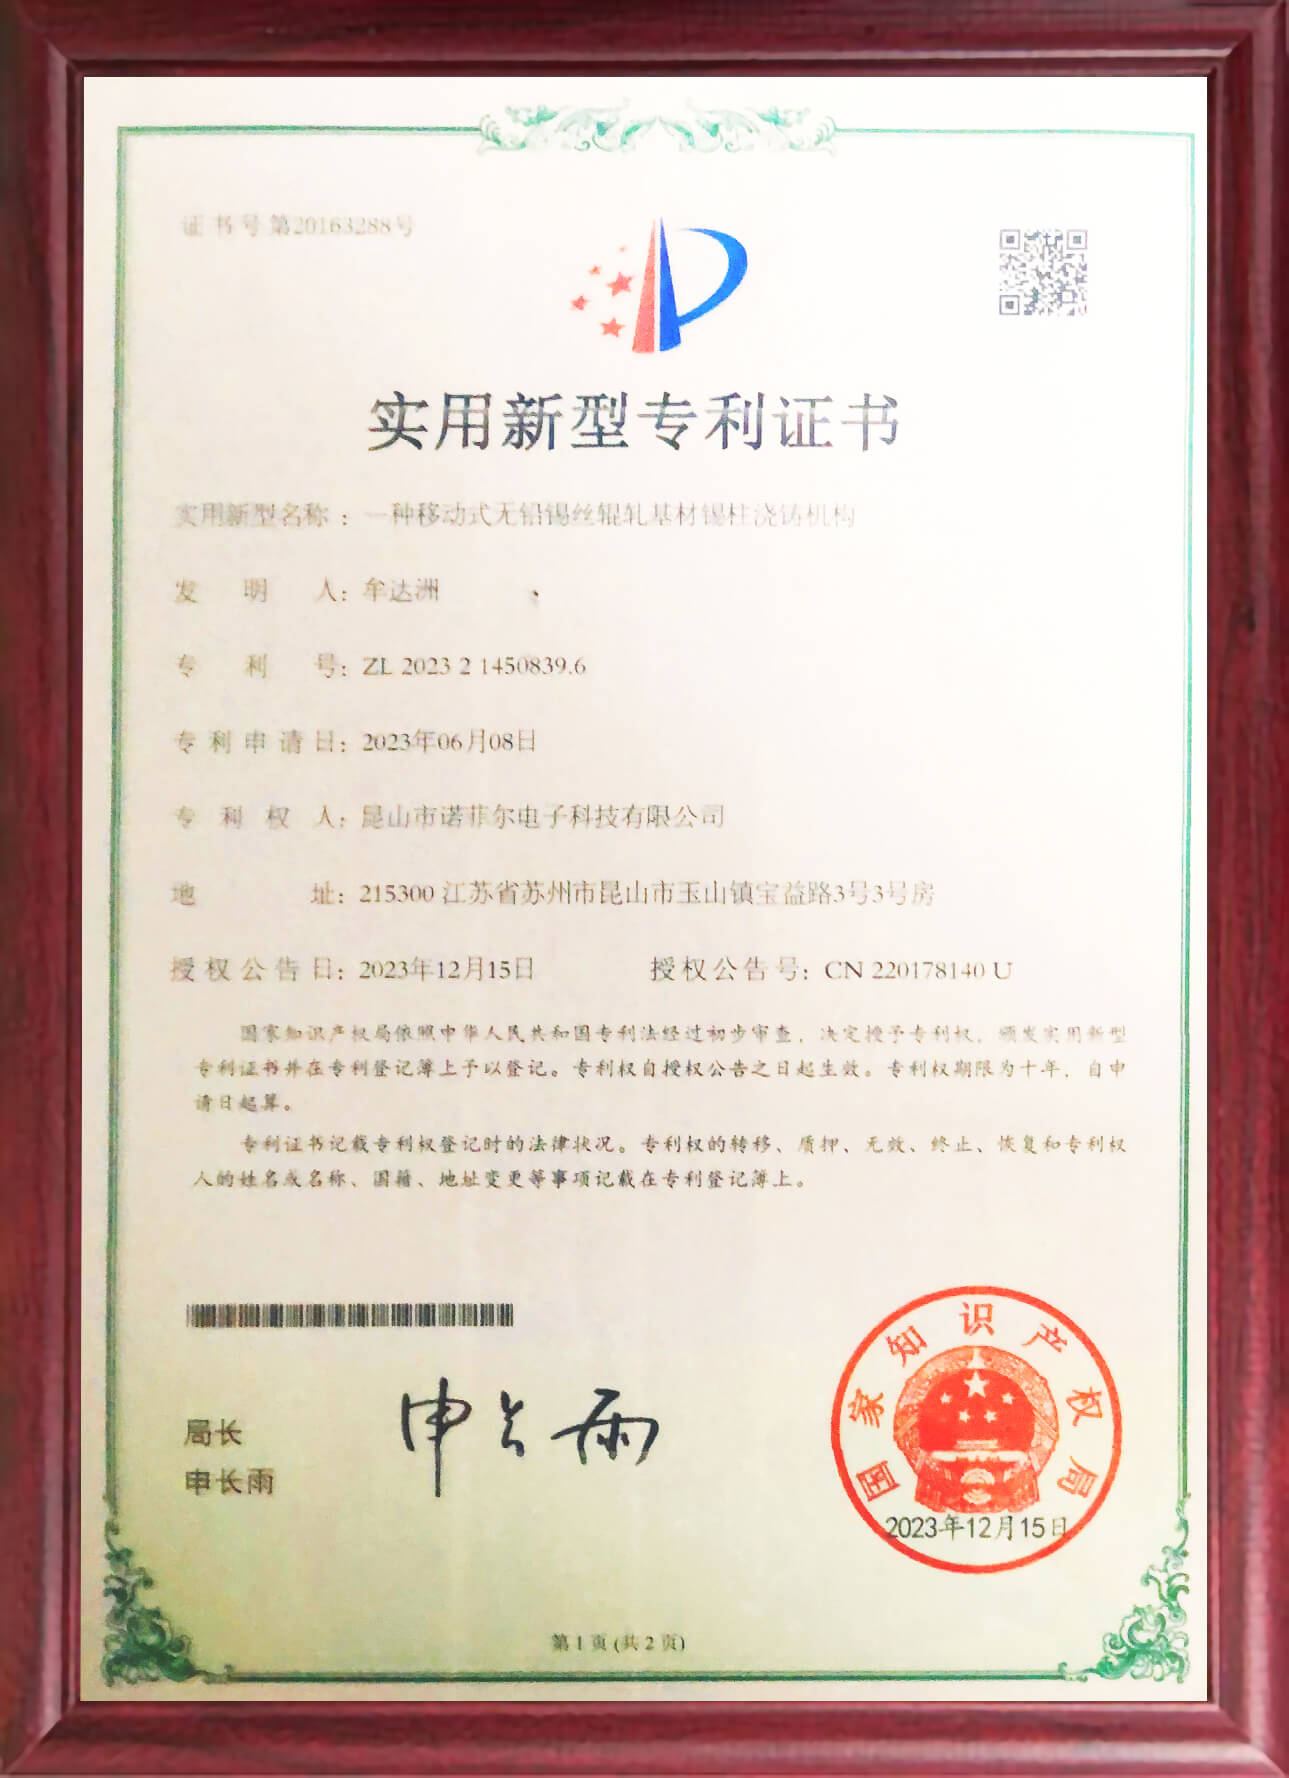 证书号第20163288号
实用新型专利证书
实用新型名称：一种移动式无铅锡丝辊轧基材锡柱浇铸机构
发明人：牟达洲
专利号：ZL 2023 2 1450839.6
专利申请日：2023年06月08日
专利权人：昆山市诺菲尔电子科技有限公司
地址：215300 江苏省苏州市昆山市玉山镇宝益路3号3号房
授权公告日：2023年12月15日 授权公告号：CN 220178140 U
国家知识产权局依照中华人民共和国专利法经过初步审查，决定授予专利权，颁发实用新型
专利证书并在专利登记簿上予以登记。专利权自授权公告之日起生效。专利权期限为十年，自申
请日起算。
专利证书记载专利权登记时的法律状况。专利权的转移、质押、无效、终止、恢复和专利权
人的姓名或名称、国籍、地址变更等事项记载在专利登记簿上。
局长
申长雨
申长雨
国家知识产权局
2023年12月15日
第1页(共2页)